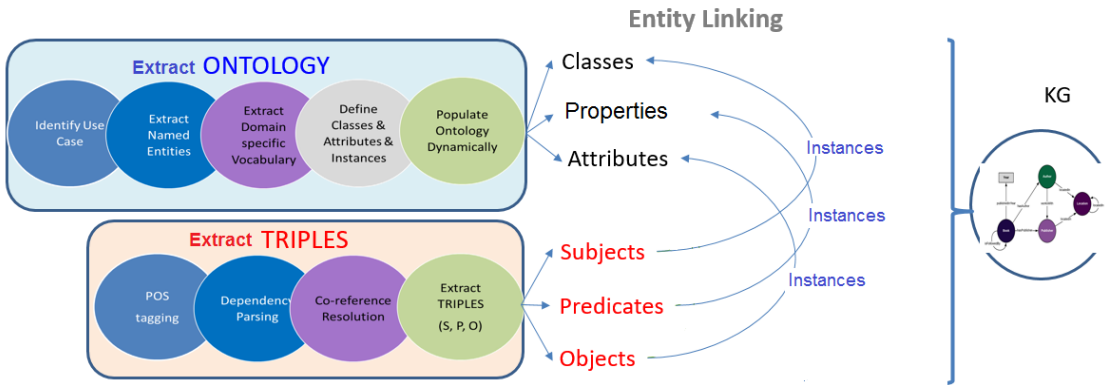 Entity Linking
Extract ONTOLOGY
Identify Use
Case
Extract
Named
Entities
Extract
Domain
specific
Vocabulary
Define
Classes &
Attributes &
Instances
Populate
Ontology
Dynamically
Classes
Properties
Attributes
Instances
Instances
Instances
KG
Extract TRIPLES
POS
tagging
Dependency
Parsing
Co-reference
Resolution
Extract
TRIPLES
(S, P, O)
Subjects
Predicates
Objects